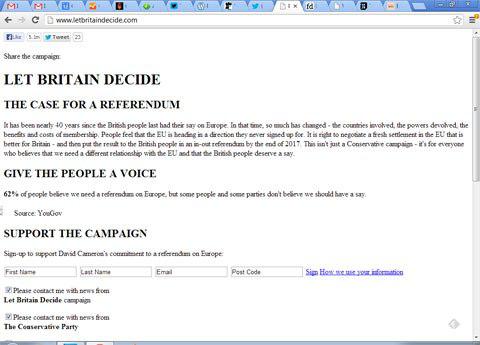 www.letbritaindecide.com
Like 5.1m Tweet 23
Share the campaign:
LET BRITAIN DECIDE
THE CASE FOR A REFERENDUM
It has been nearly 40 years since the British people last had their say on Europe. In that time, so much has changed - the countries involved, the powers devolved, the
benefits and costs of membership. People feel that the EU is heading in a direction they never signed up for. It is right to negotiate a fresh settlement in the EU that is
better for Britain - and then put the result to the British people in an in-out referendum by the end of 2017. This isn't just a Conservative campaign - it's for everyone
who believes that we need a different relationship with the EU and that the British people deserve a say.
GIVE THE PEOPLE A VOICE
62% of people believe we need a referendum on Europe, but some people and some parties don't believe we should have a say.
Source: YouGov
SUPPORT THE CAMPAIGN
Sign-up to support David Cameron's commitment to a referendum on Europe:
First Name Last Name Email Post Code Sign How we use your information
Please contact me with news from
Let Britain Decide campaign
Please contact me with news from
The Conservative Party